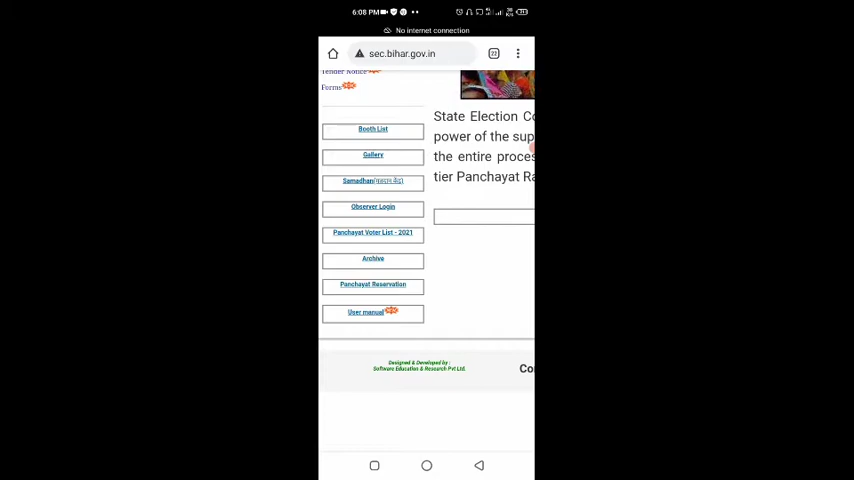 6:08 PM
21
No internet connection
sec.bihar.gov.in
22
Tender Notice
Forms
State Election Co
power of the sup
the entire proces
tier Panchayat Ra
Booth List
Gallery
Samadhan(समाधान केंद्र)
Observer Login
Panchayat Voter List - 2021
Archive
Panchayat Reservation
User manual
Designed & Developed by :
Software Education & Research Pvt Ltd.
Co